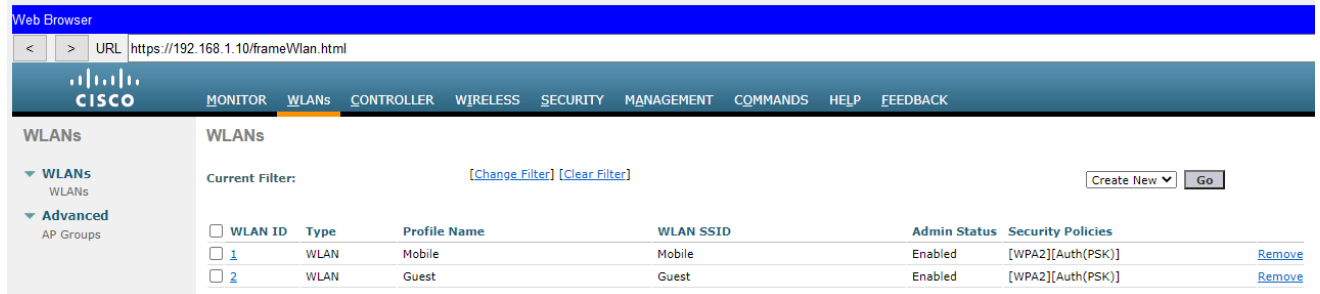 Web Browser
< > URL https://192.168.1.10/frameWlan.html
CISCO MONITOR WLANs CONTROLLER WIRELESS SECURITY MANAGEMENT COMMANDS HELP FEEDBACK
WLANs
WLANs
WLANs
Advanced
AP Groups
WLANs
Current Filter: [Change Filter] [Clear Filter] Create New Go
WLAN ID Type Profile Name WLAN SSID Admin Status Security Policies
1 WLAN Mobile Mobile Enabled [WPA2][Auth(PSK)] Remove
2 WLAN Guest Guest Enabled [WPA2][Auth(PSK)] Remove